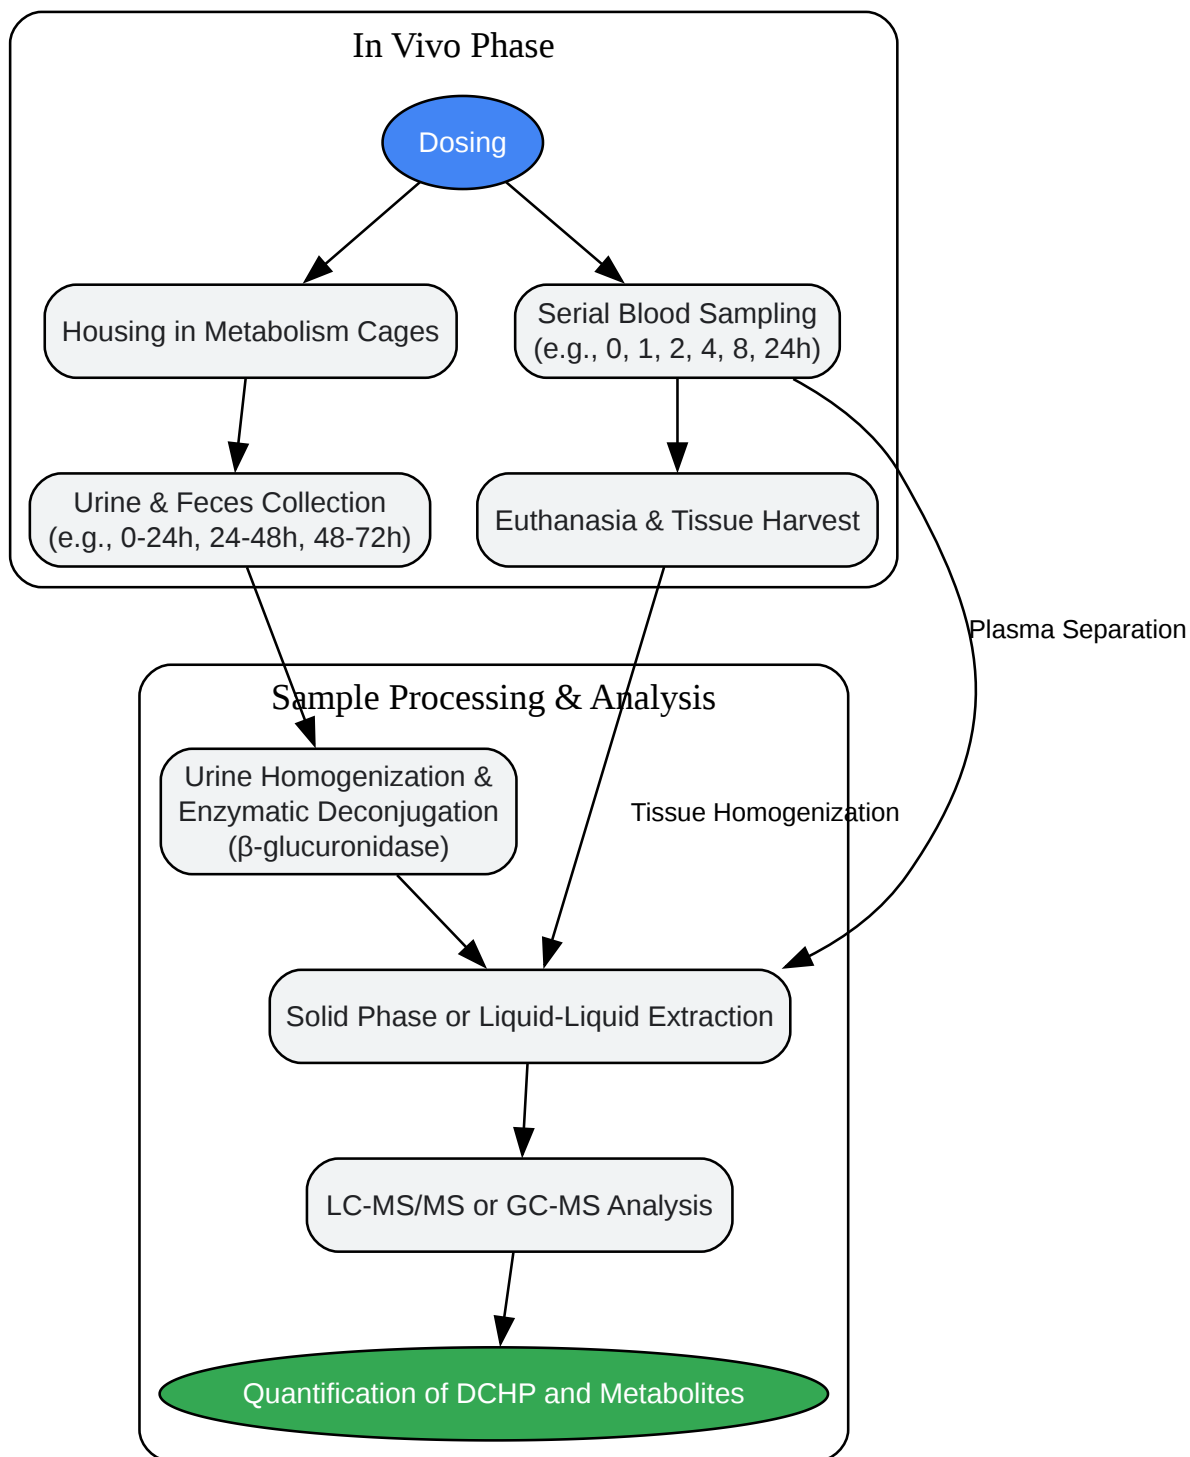 In Vivo Phase
Dosing
Housing in Metabolism Cages
Serial Blood Sampling
(e.g., 0, 1, 2, 4, 8, 24h)
Urine & Feces Collection
(e.g., 0-24h, 24-48h, 48-72h)
Euthanasia & Tissue Harvest
Plasma Separation
Sample Processing & Analysis
Urine Homogenization &
Enzymatic Deconjugation
(β-glucuronidase)
Tissue Homogenization
Solid Phase or Liquid-Liquid Extraction
LC-MS/MS or GC-MS Analysis
Quantification of DCHP and Metabolites